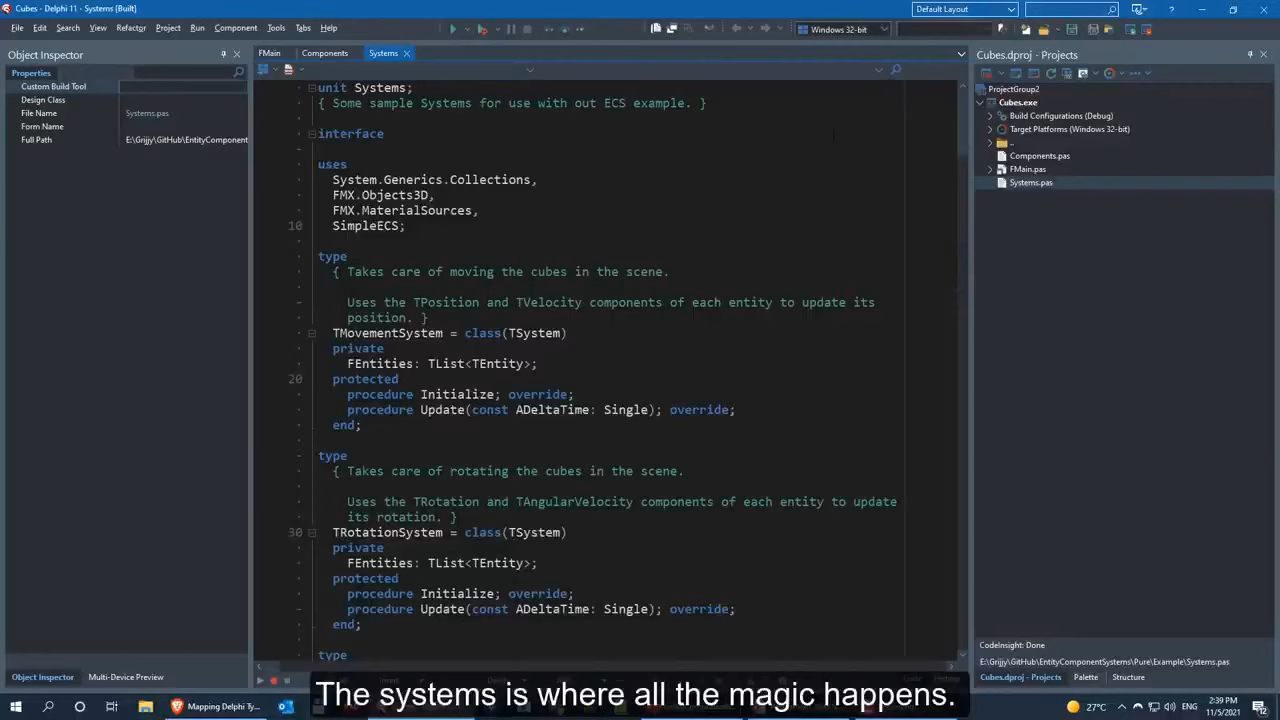 Cubes - Delphi 11 - Systems [Built]
Default Layout
File Edit Search View Refactor Project Run Component Tools Tabs Help
Windows 32-bit
Object Inspector
Properties
Custom Build Tool
Design Class
File Name Systems.pas
Form Name
Full Path E:\Grijjy\GitHub\EntityComponent
FMain Components Systems
unit Systems;
{ Some sample Systems for use with out ECS example. }
interface
uses
System.Generics.Collections,
FMX.Objects3D,
FMX.MaterialSources,
10 SimpleECS;
type
{ Takes care of moving the cubes in the scene.
Uses the TPosition and TVelocity components of each entity to update its
position. }
TMovementSystem = class(TSystem)
private
FEntities: TList<TEntity>;
20 protected
procedure Initialize; override;
procedure Update(const ADeltaTime: Single); override;
end;
type
{ Takes care of rotating the cubes in the scene.
Uses the TRotation and TAngularVelocity components of each entity to update
its rotation. }
30 TRotationSystem = class(TSystem)
private
FEntities: TList<TEntity>;
protected
procedure Initialize; override;
procedure Update(const ADeltaTime: Single); override;
end;
type
Cubes.dproj - Projects
ProjectGroup2
Cubes.exe
Build Configurations (Debug)
Target Platforms (Windows 32-bit)
..
Components.pas
FMain.pas
Systems.pas
CodeInsight: Done
E:\Grijjy\GitHub\EntityComponentSystems\Pure\Example\Systems.pas
Cubes.dproj - Projects Palette Structure
Object Inspector Multi-Device Preview
The systems is where all the magic happens.
Mapping Delphi Ty...
27°C
2:39 PM
11/5/2021
12